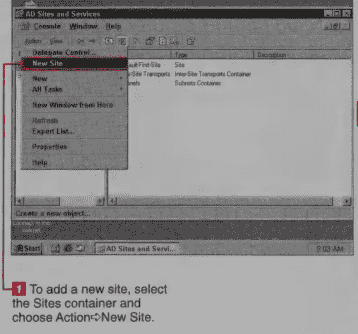 AD Sites and Services
Console Window Help
Action View
Delegate Control...
New Site
New
All Tasks
New Window from Here
Refresh
Export List...
Properties
Help
Type Description
Site
Inter-Site Transports Container
Subnets Container
Create a new object...
Start AD Sites and Servi...
9:03 AM
1 To add a new site, select
the Sites container and
choose Action➪New Site.